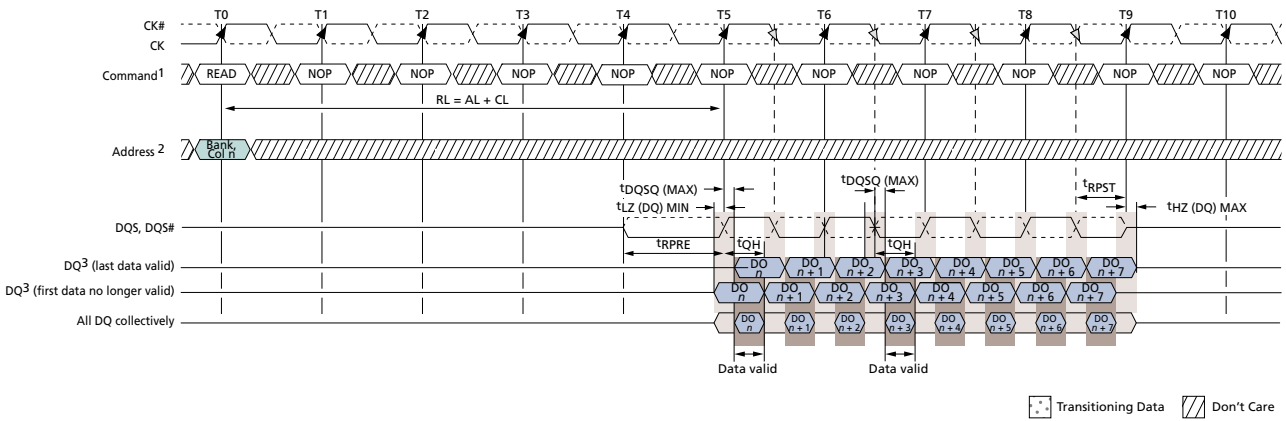 T0 T1 T2 T3 T4 T5 T6 T7 T8 T9 T10
CK#
CK
Command1 READ NOP NOP NOP NOP NOP NOP NOP NOP NOP NOP
RL = AL + CL
Address 2 Bank, Col n
tDQSQ (MAX) tDQSQ (MAX) tRPST
tLZ (DQ) MIN tHZ (DQ) MAX
DQS, DQS#
tRPRE tQH tQH
DQ3 (last data valid) DO n DO n + 1 DO n + 2 DO n + 3 DO n + 4 DO n + 5 DO n + 6 DO n + 7
DQ3 (first data no longer valid) DO n DO n + 1 DO n + 2 DO n + 3 DO n + 4 DO n + 5 DO n + 6 DO n + 7
All DQ collectively DO n DO n + 1 DO n + 2 DO n + 3 DO n + 4 DO n + 5 DO n + 6 DO n + 7
Data valid Data valid
Transitioning Data Don't Care